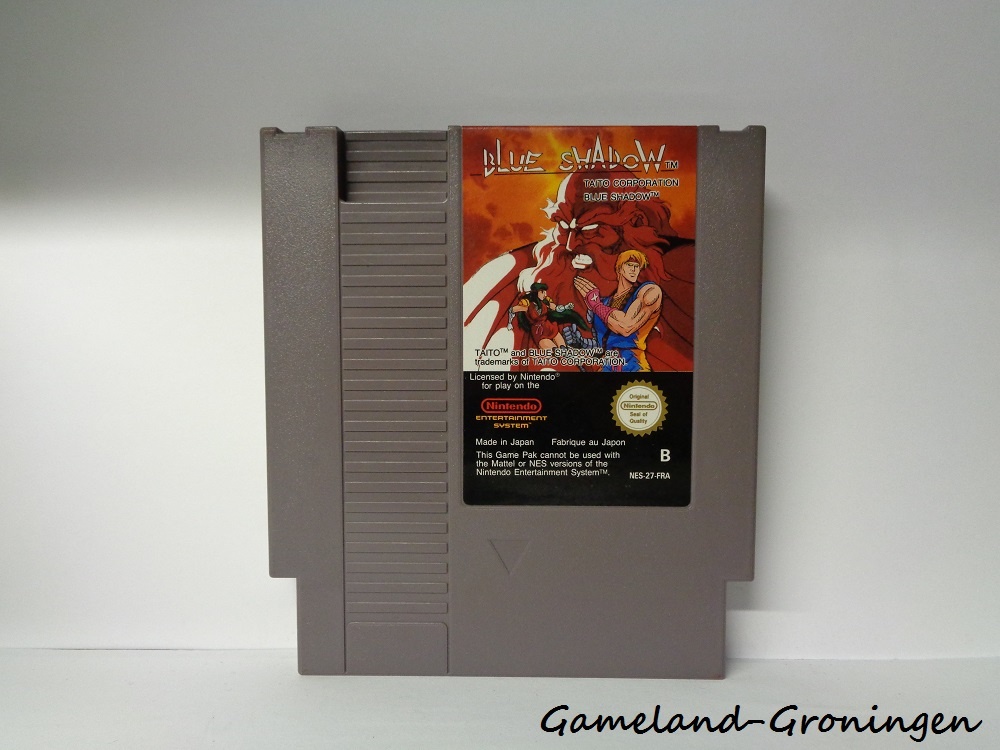 BLUE SHADOW™
TAITO CORPORATION
BLUE SHADOW™
TAITO™ and BLUE SHADOW™ are
trademarks of TAITO CORPORATION.
Licensed by Nintendo®
for play on the
Nintendo®
ENTERTAINMENT
SYSTEM™
Original
Nintendo
Seal of
Quality
Made in Japan Fabrique au Japon
This Game Pak cannot be used with
the Mattel or NES versions of the
Nintendo Entertainment System™.
B
NES-27-FRA
Gameland-Groningen